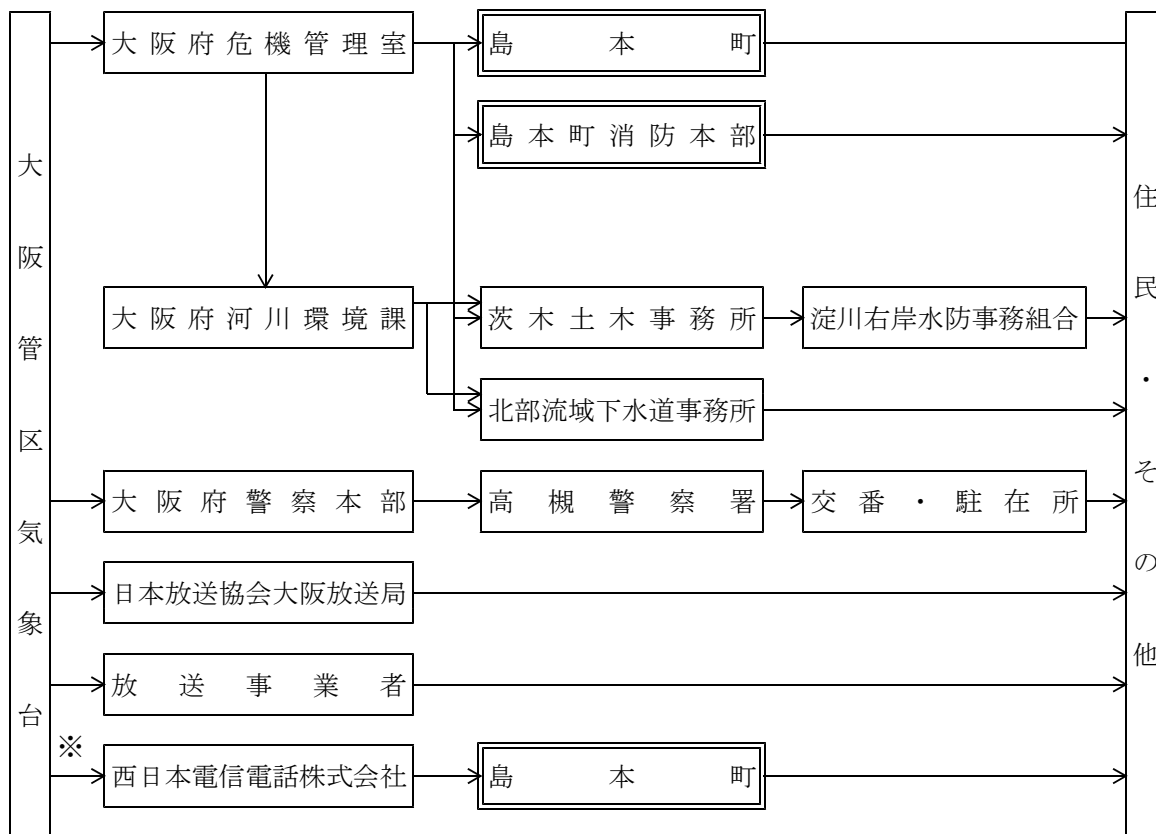 大阪管区気象台
大阪府危機管理室
島本町
島本町消防本部
大阪府河川環境課
茨木土木事務所
淀川右岸水防事務組合
北部流域下水道事務所
大阪府警察本部
高槻警察署
交番・駐在所
日本放送協会大阪放送局
放送事業者
※
西日本電信電話株式会社
島本町
住民・その他